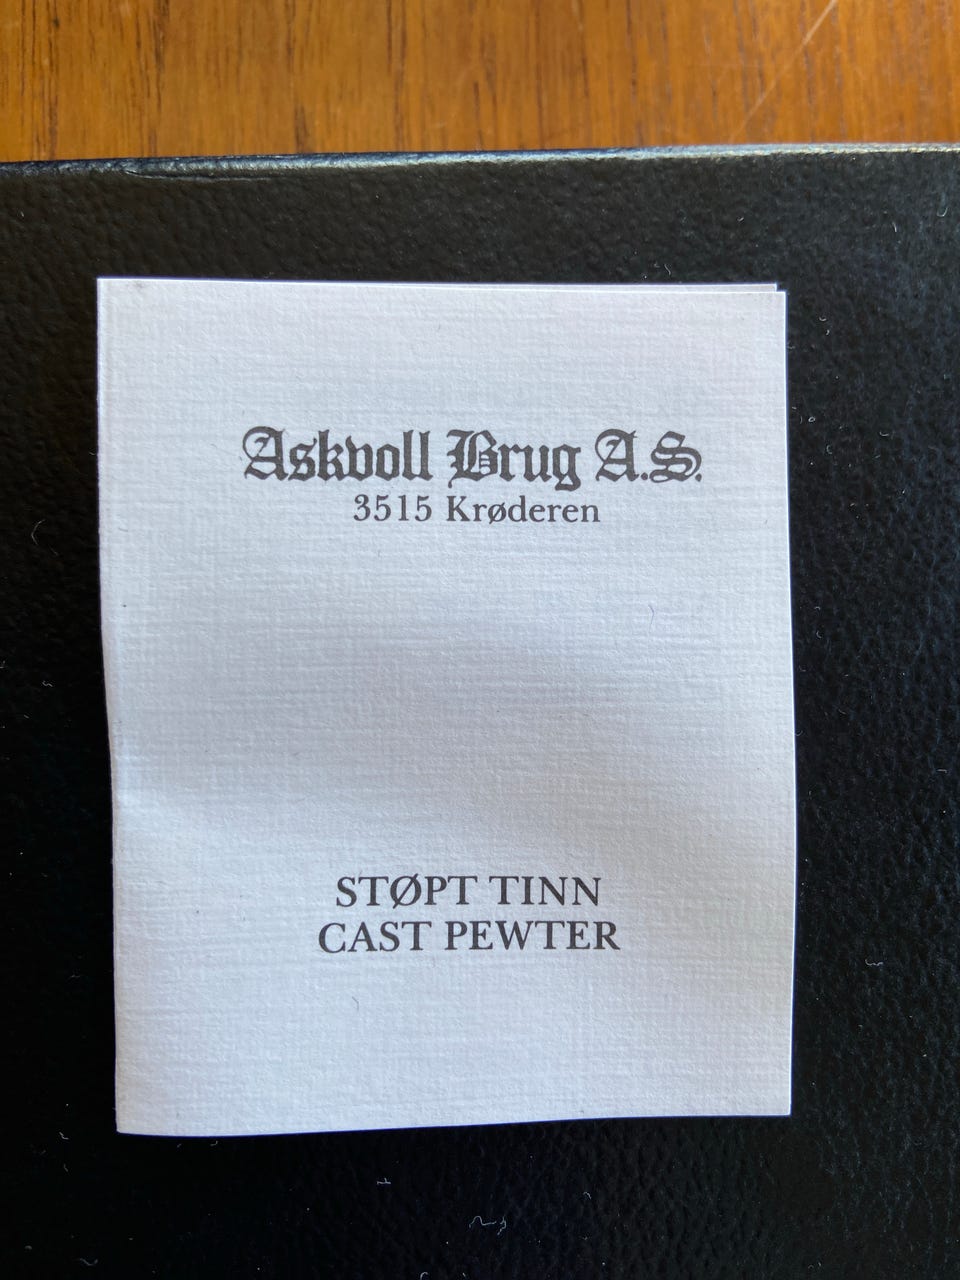 Askvoll Brug A.S.
3515 Krøderen
STØPT TINN
CAST PEWTER